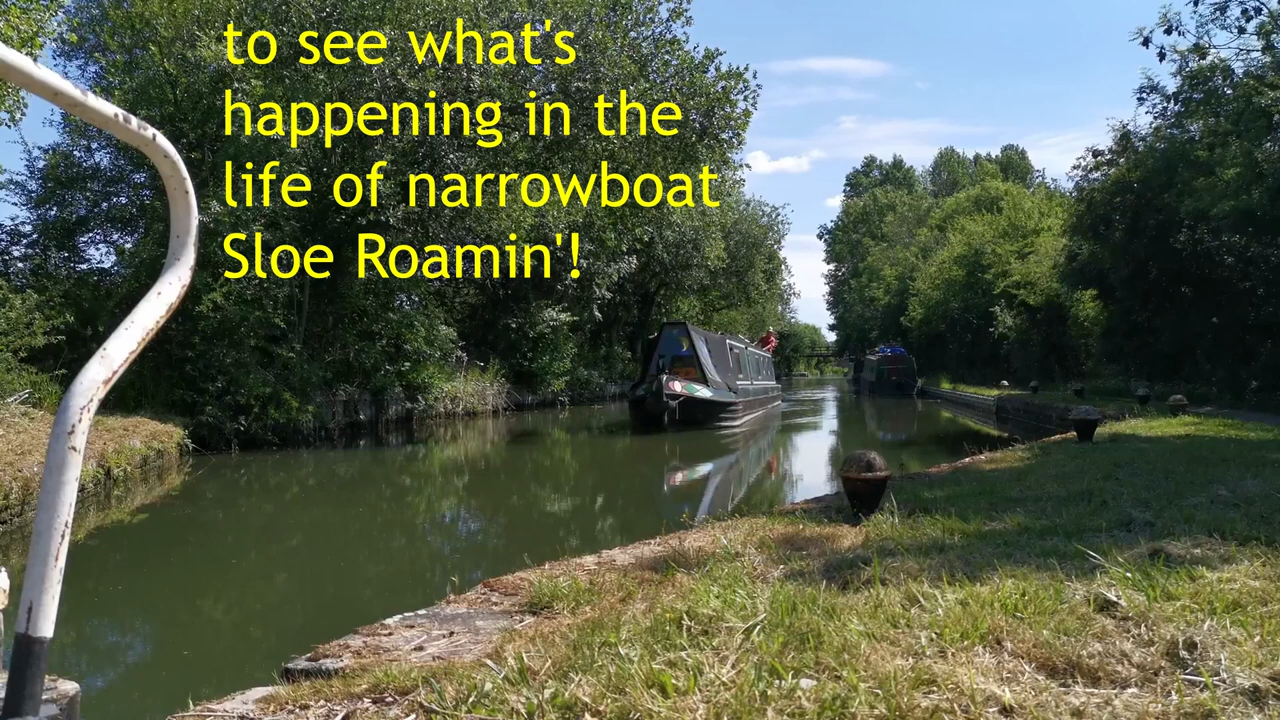 to see what's
happening in the
life of narrowboat
Sloe Roamin'!